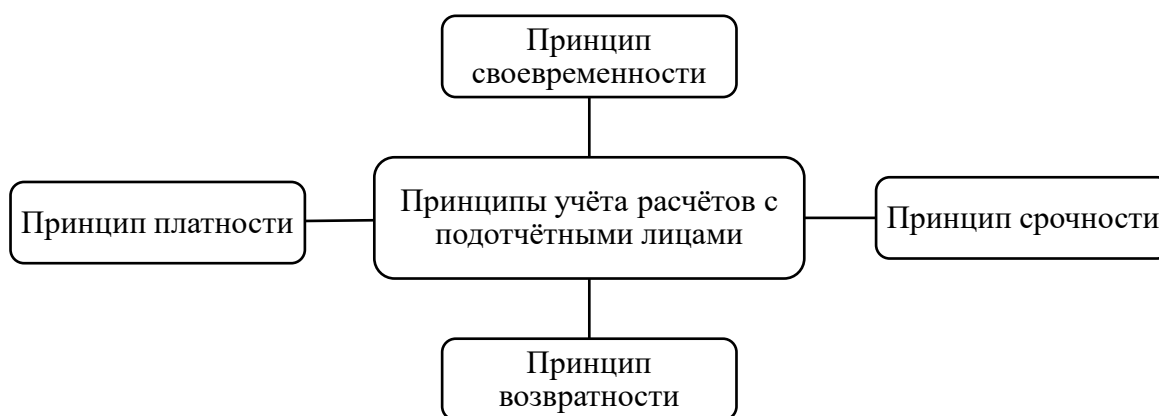 Принцип
своевременности
Принцип платности
Принципы учёта расчётов с
подотчётными лицами
Принцип срочности
Принцип
возвратности